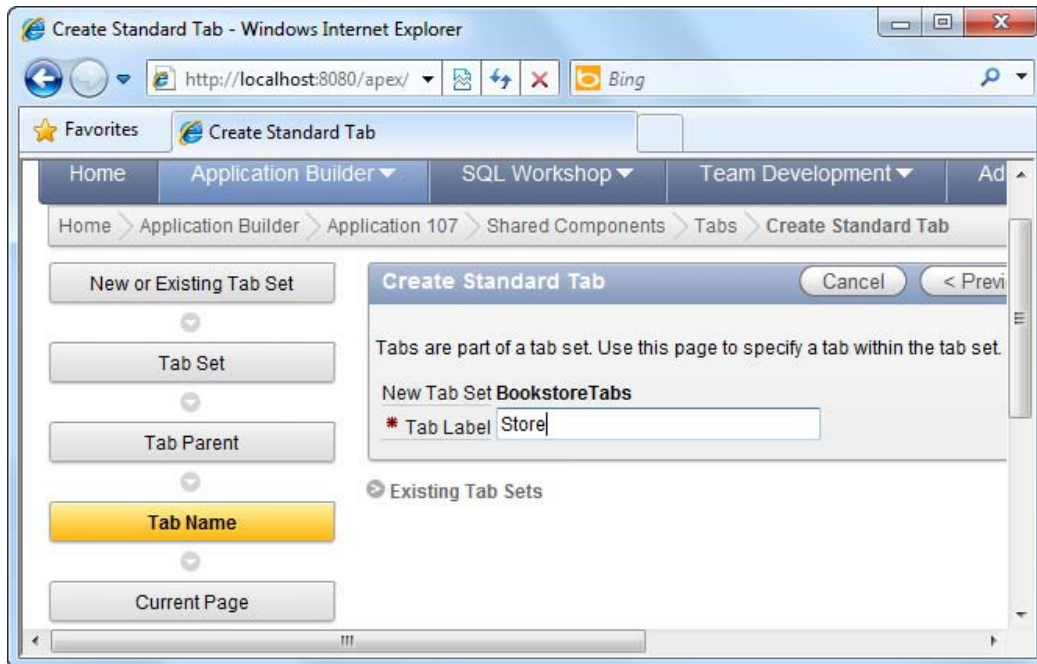 Create Standard Tab - Windows Internet Explorer
http://localhost:8080/apex/ Bing
Favorites Create Standard Tab
Home Application Builder SQL Workshop Team Development Ad
Home Application Builder Application 107 Shared Components Tabs Create Standard Tab
New or Existing Tab Set
Create Standard Tab Cancel < Previ
Tab Set
Tabs are part of a tab set. Use this page to specify a tab within the tab set.
New Tab Set BookstoreTabs
* Tab Label Store
Tab Parent
Existing Tab Sets
Tab Name
Current Page